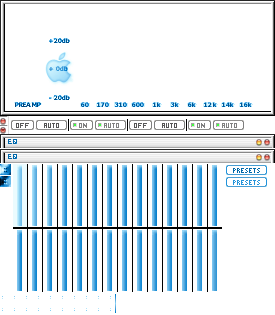 +20db
+ 0db
- 20db
PREAMP 60 170 310 600 1k 3k 6k 12k 14k 16k
OFF AUTO ON AUTO OFF AUTO ON AUTO
EQ
EQ
PRESETS
PRESETS